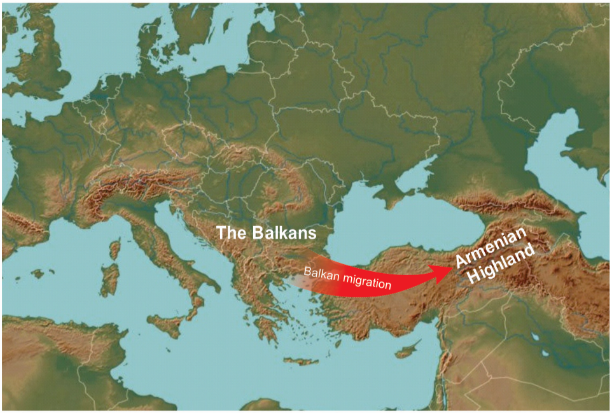 The Balkans
Balkan migration
Armenian
Highland